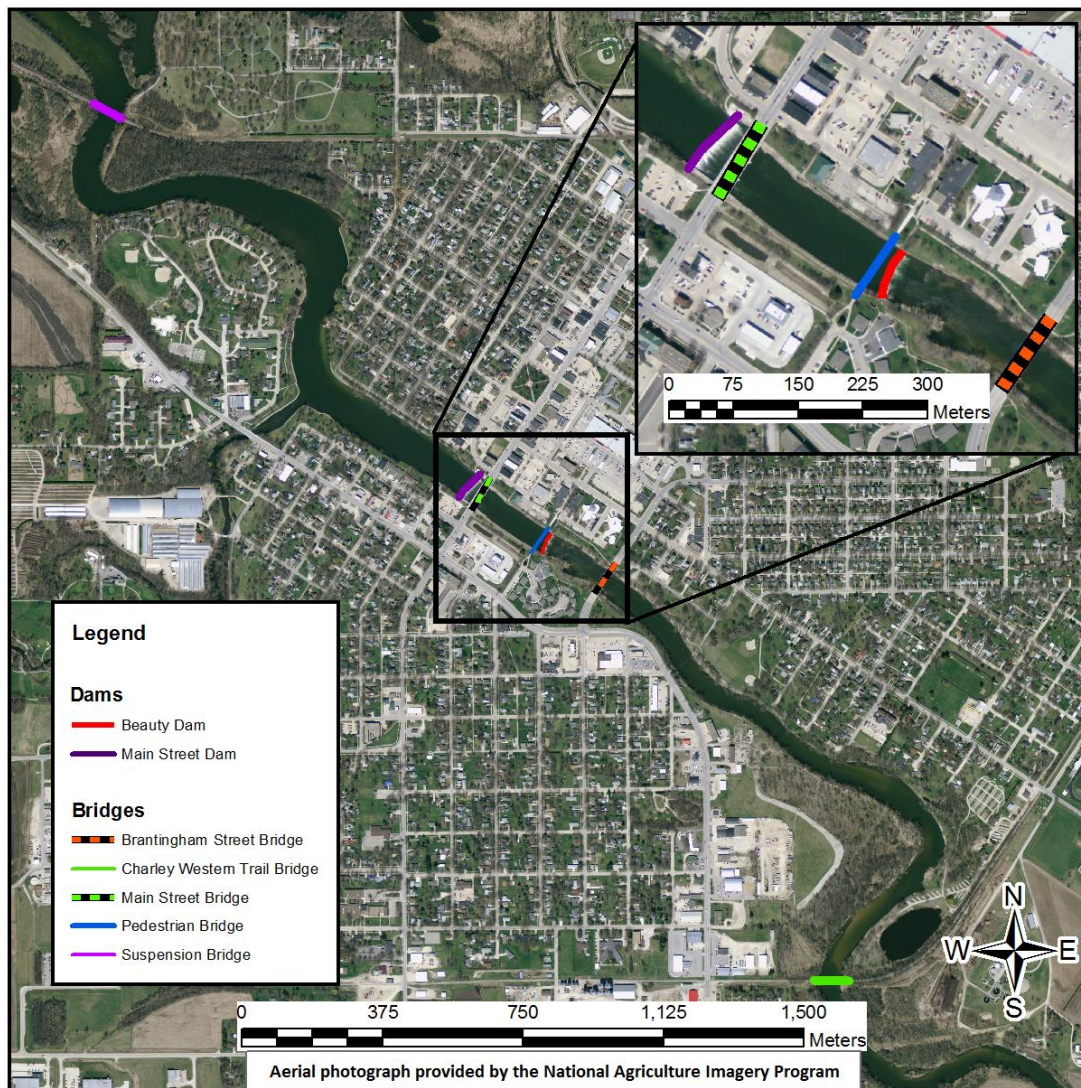 0 75 150 225 300
Meters
Legend
Dams
Beauty Dam
Main Street Dam
Bridges
Brantingham Street Bridge
Charley Western Trail Bridge
Main Street Bridge
Pedestrian Bridge
Suspension Bridge
N
W E
S
0 375 750 1,125 1,500
Meters
Aerial photograph provided by the National Agriculture Imagery Program